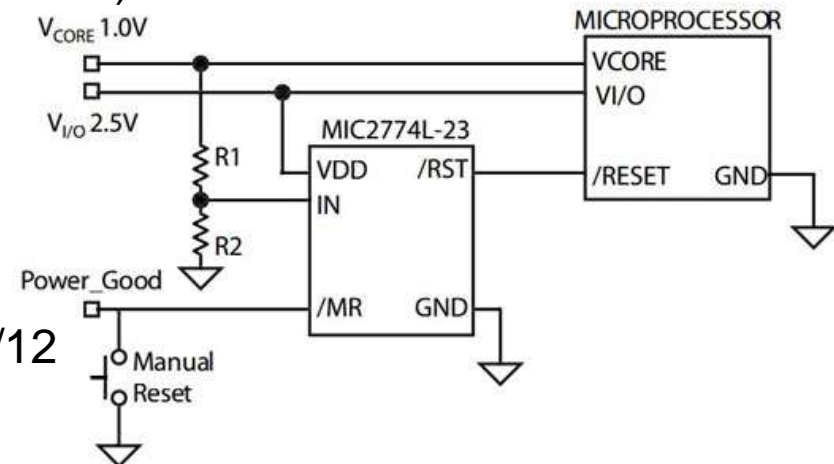 )
V_CORE 1.0V
MICROPROCESSOR
VCORE
VI/O
V_I/O 2.5V
MIC2774L-23
R1
VDD
/RST
/RESET
GND
IN
R2
Power_Good
/MR
GND
/12
Manual
Reset